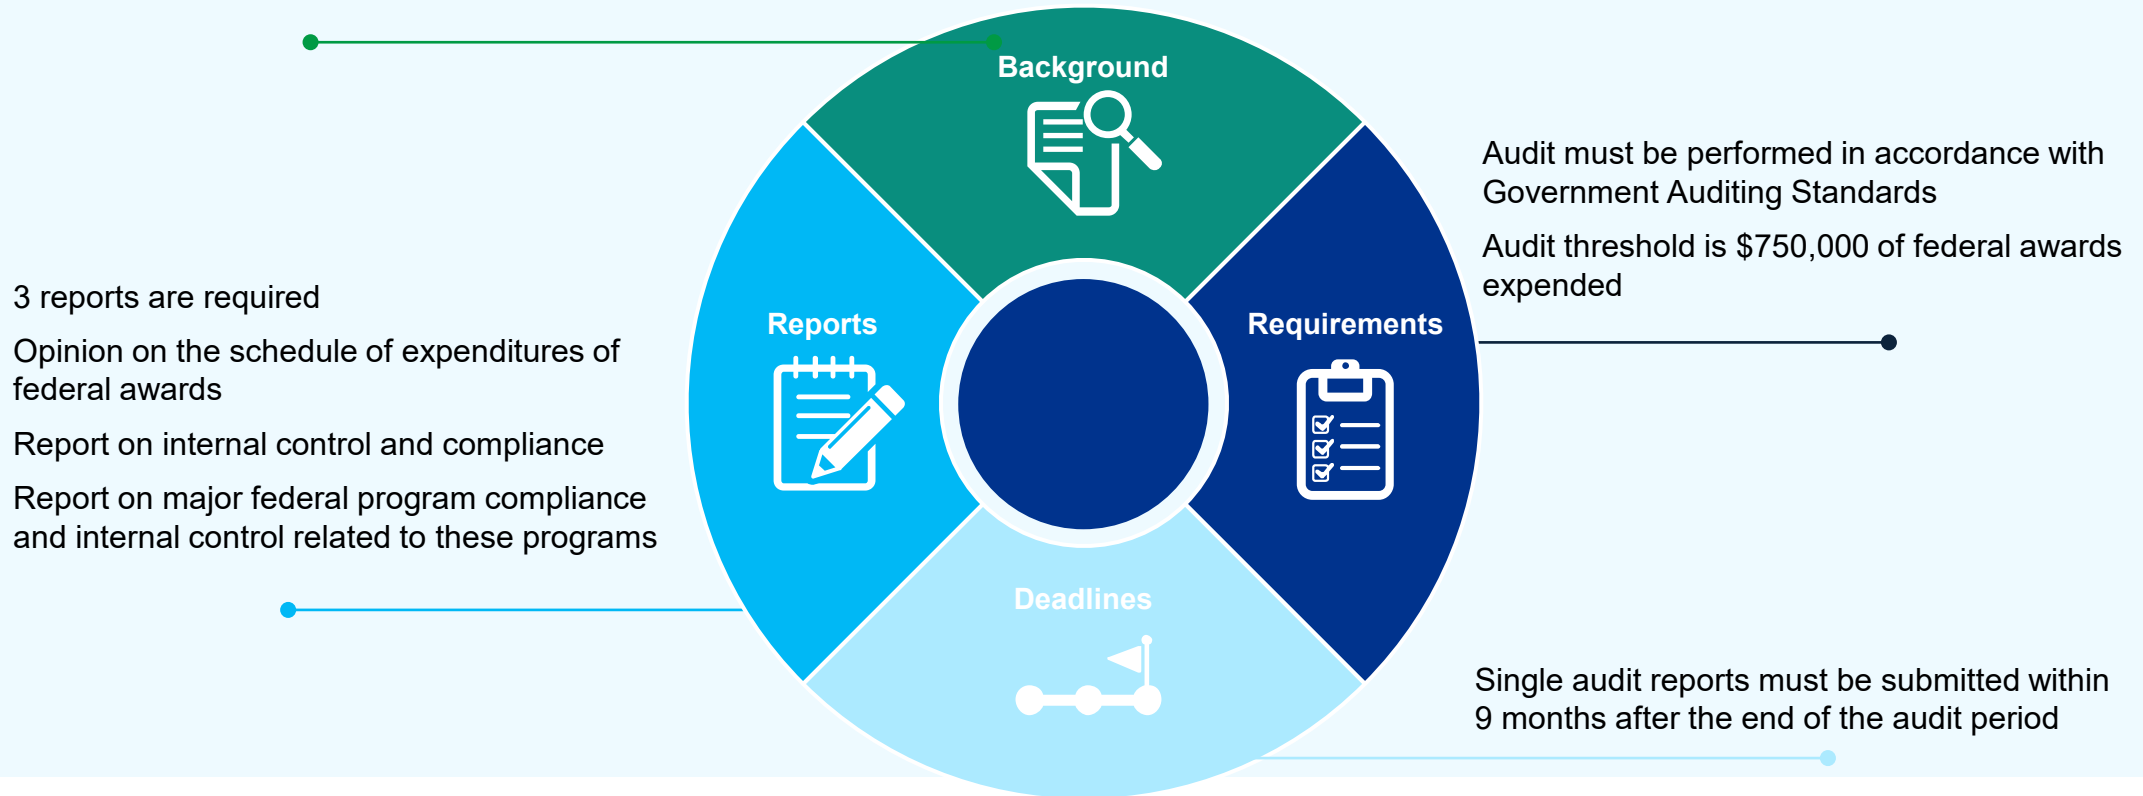 Background
Audit must be performed in accordance with
Government Auditing Standards
Audit threshold is $750,000 of federal awards
expended
Requirements
3 reports are required
Opinion on the schedule of expenditures of
federal awards
Report on internal control and compliance
Report on major federal program compliance
and internal control related to these programs
Reports
Deadlines
Single audit reports must be submitted within
9 months after the end of the audit period